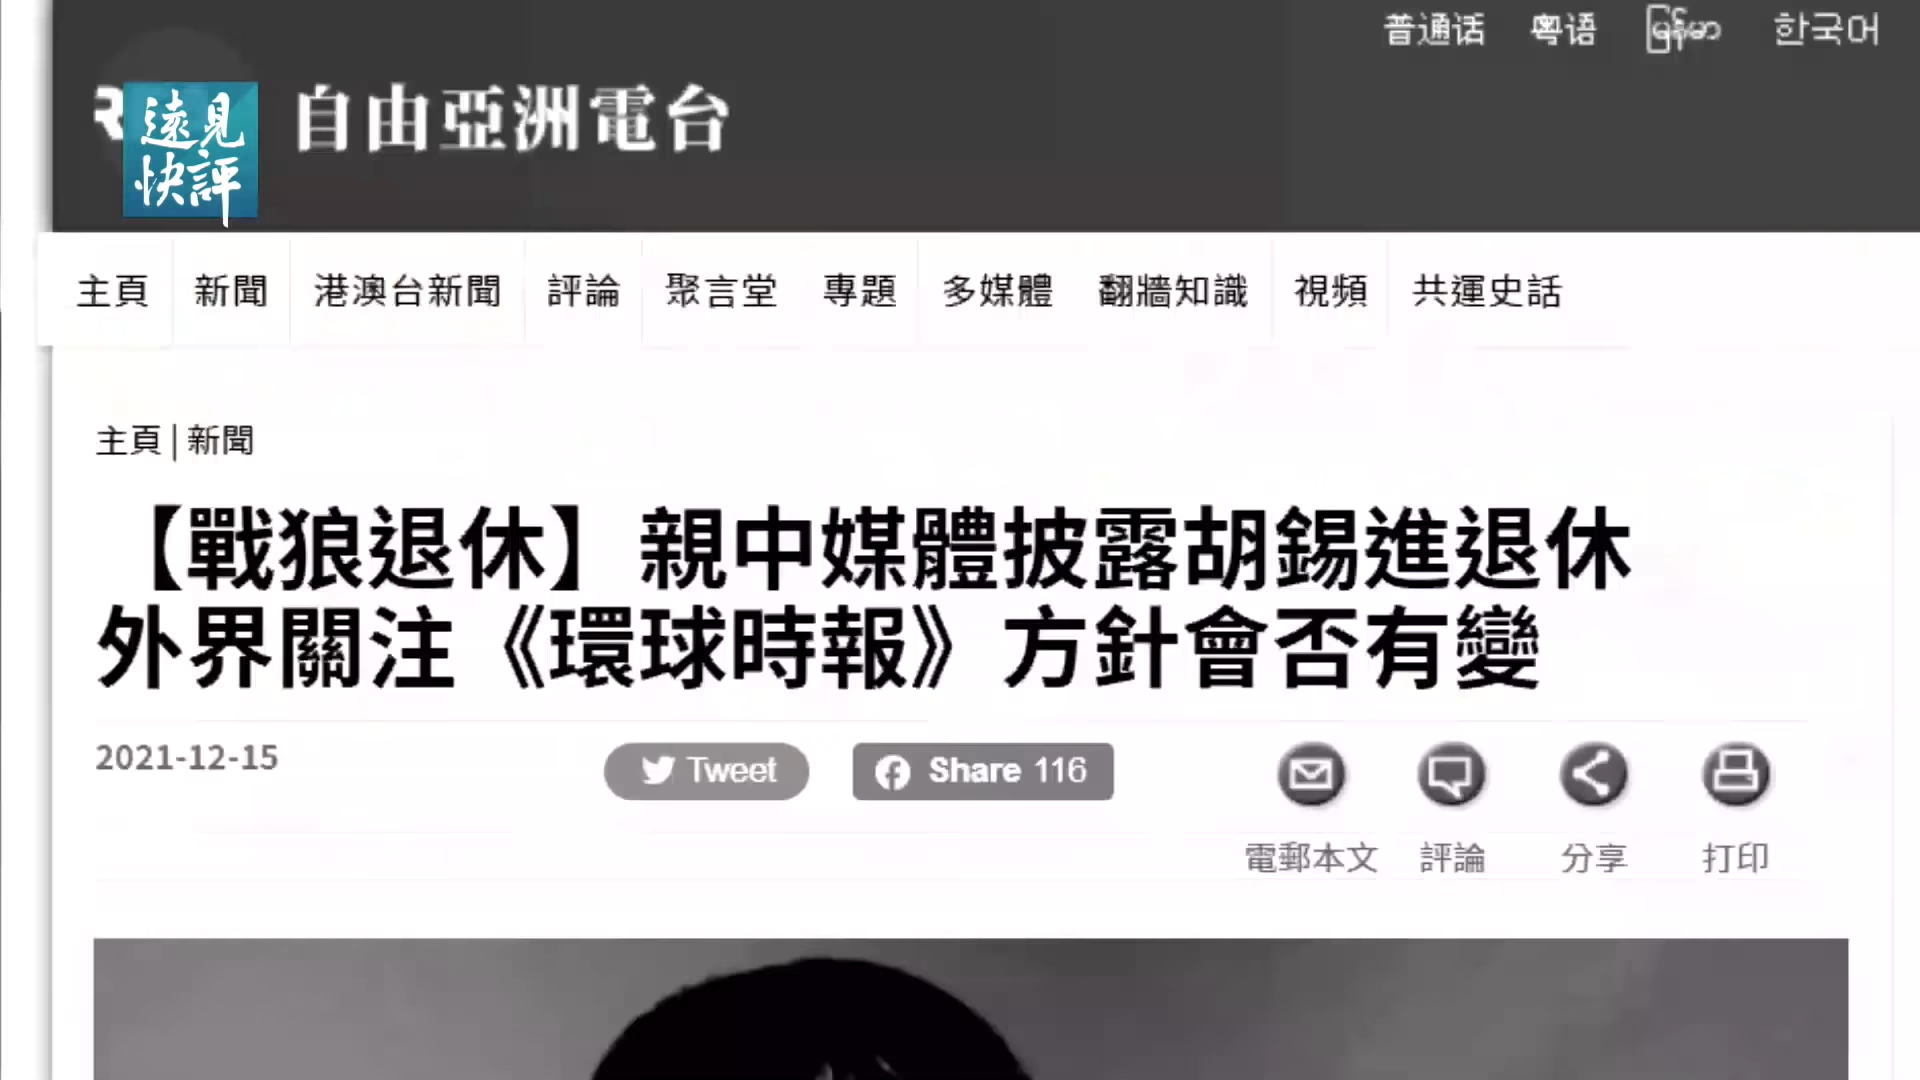 普通话 粤语 မြန်မာ 한국어
遠見
快評
自由亞洲電台
主頁 新聞 港澳台新聞 評論 聚言堂 專題 多媒體 翻牆知識 視頻 共運史話
主頁 | 新聞
【戰狼退休】親中媒體披露胡錫進退休
外界關注《環球時報》方針會否有變
2021-12-15 Tweet Share 116
電郵本文 評論 分享 打印